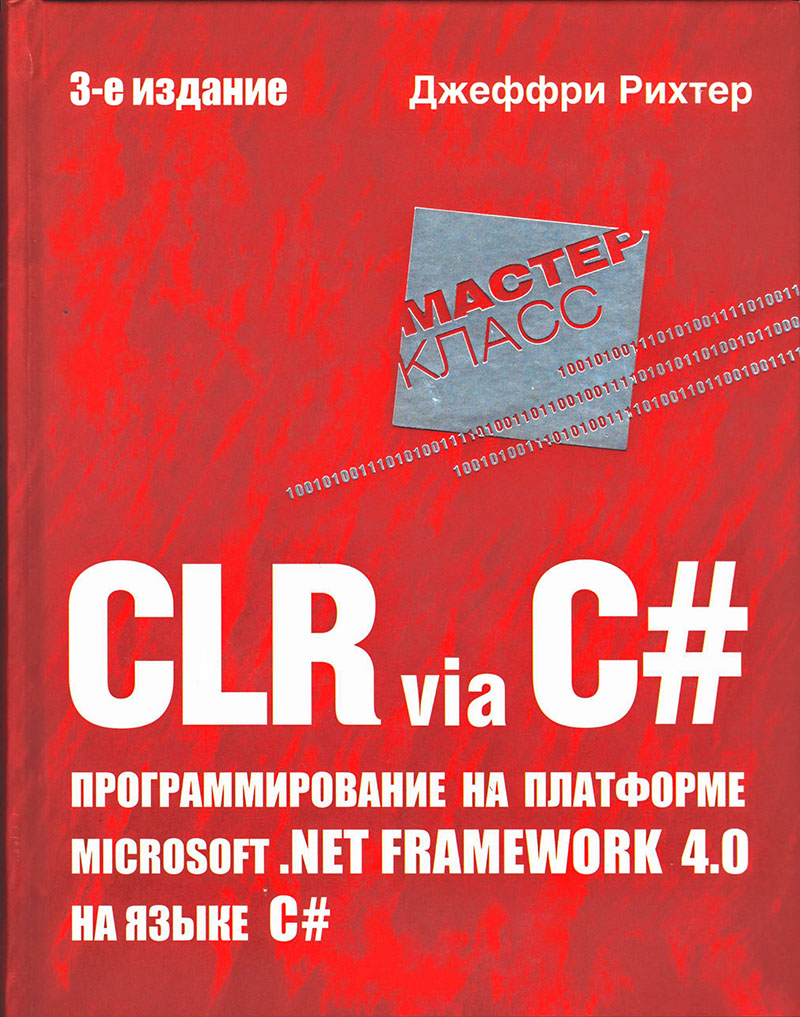 3-е издание
Джеффри Рихтер
МАСТЕР
КЛАСС
CLR via C#
ПРОГРАММИРОВАНИЕ НА ПЛАТФОРМЕ
MICROSOFT .NET FRAMEWORK 4.0
НА ЯЗЫКЕ C#